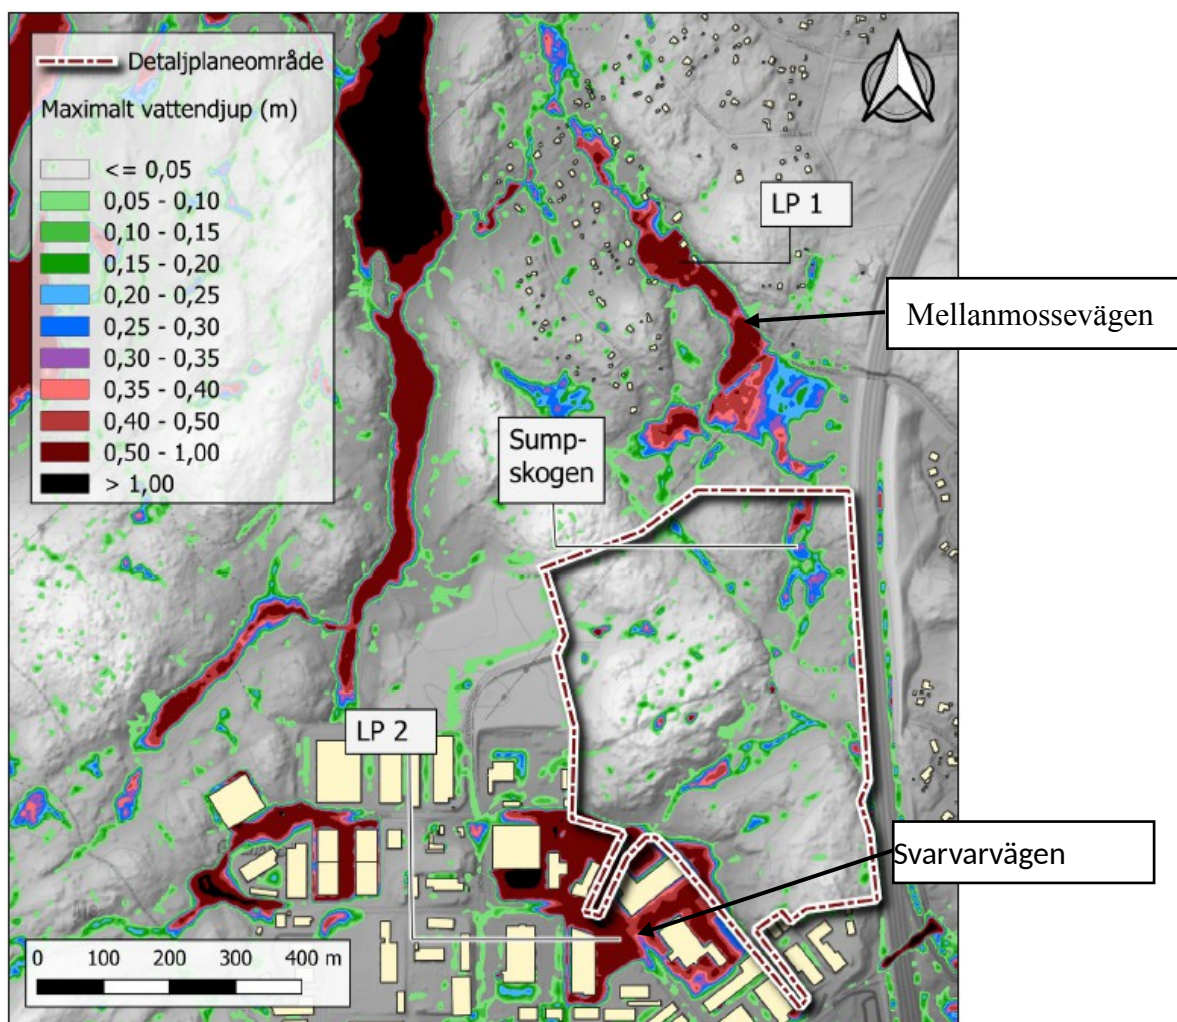 Detaljplaneområde
Maximalt vattendjup (m)
<= 0,05
0,05 - 0,10
0,10 - 0,15
0,15 - 0,20
0,20 - 0,25
0,25 - 0,30
0,30 - 0,35
0,35 - 0,40
0,40 - 0,50
0,50 - 1,00
> 1,00
LP 1
Mellanmossevägen
Sump-
skogen
LP 2
Svarvarvägen
0 100 200 300 400 m